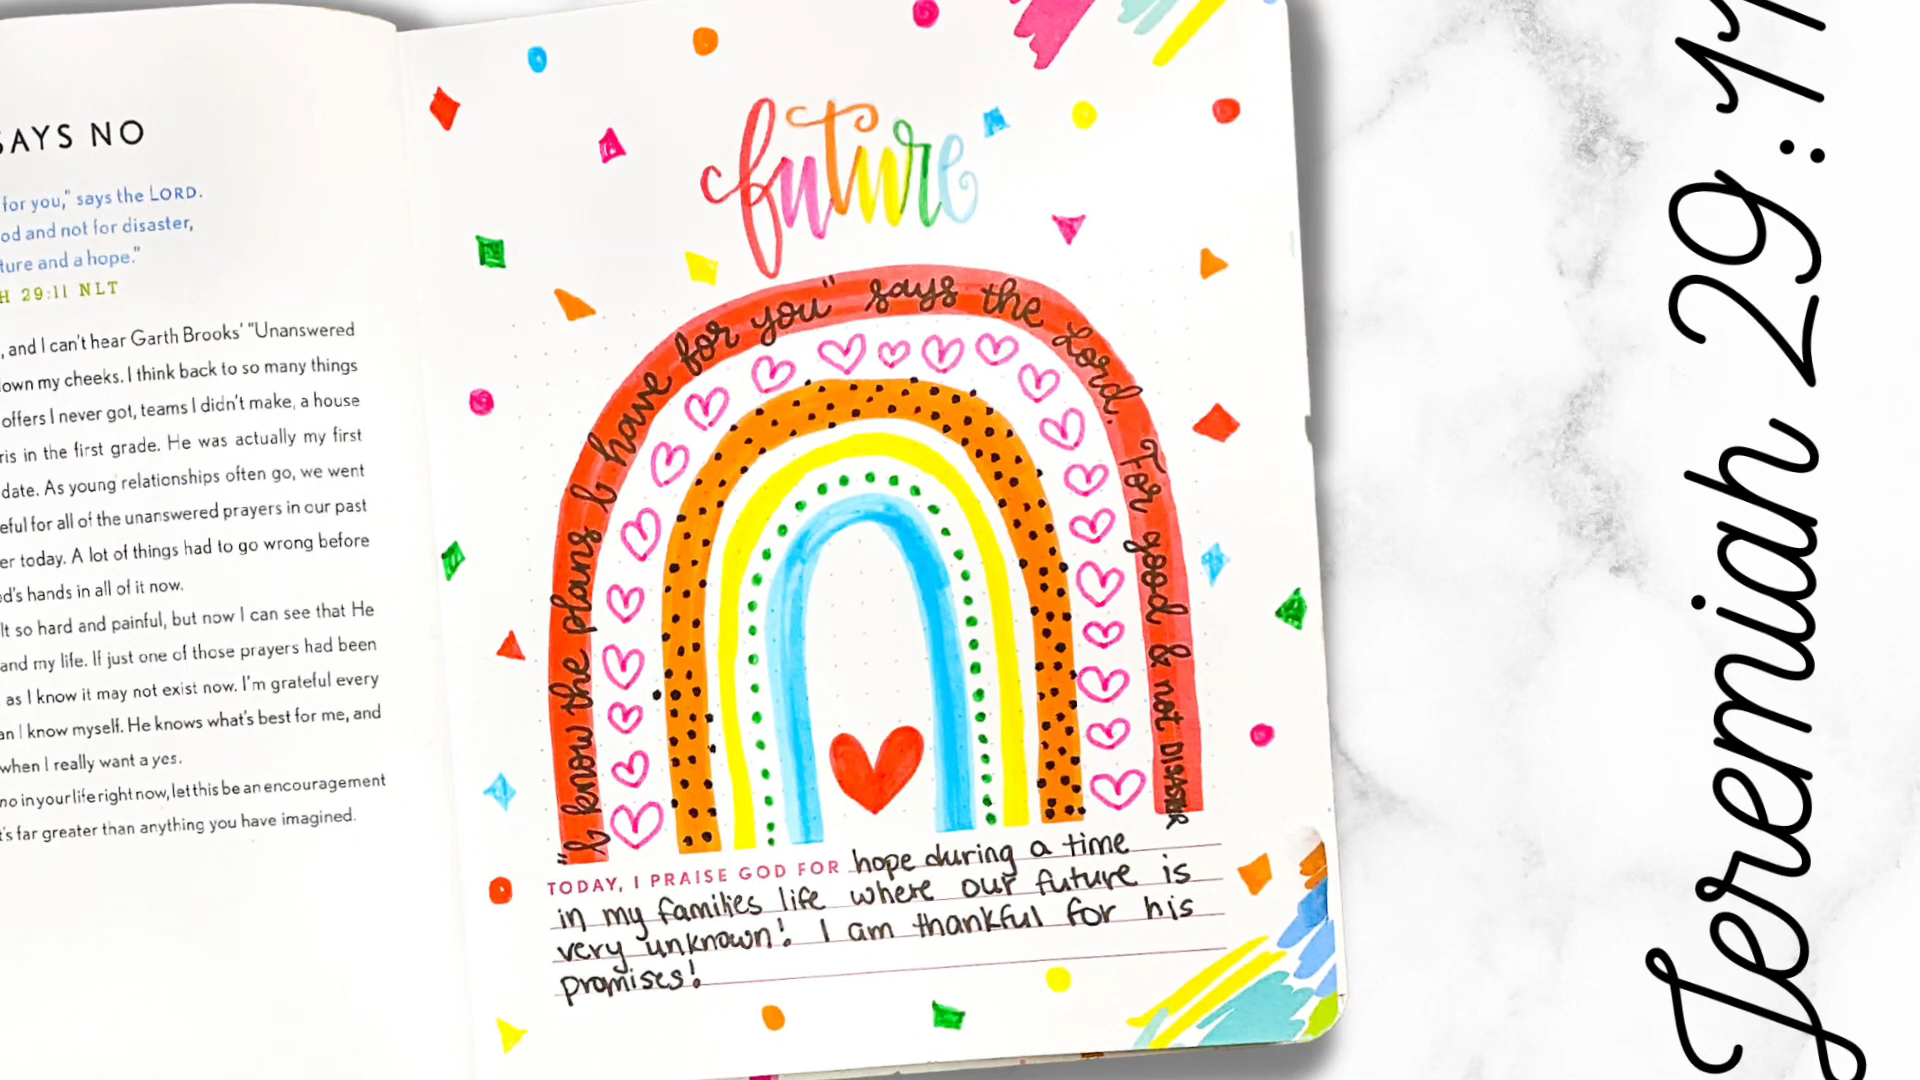 SAYS NO
for you," says the LORD.
od and not for disaster,
ture and a hope."
H 29:11 NLT
, and I can't hear Garth Brooks' "Unanswered
own my cheeks. I think back to so many things
offers I never got, teams I didn't make, a house
ris in the first grade. He was actually my first
date. As young relationships often go, we went
eful for all of the unanswered prayers in our past
er today. A lot of things had to go wrong before
d's hands in all of it now.
lt so hard and painful, but now I can see that He
and my life. If just one of those prayers had been
as I know it may not exist now. I'm grateful every
an I know myself. He knows what's best for me, and
when I really want a yes.
no in your life right now, let this be an encouragement
t's far greater than anything you have imagined.
future
"I know the plans I have for you" says the Lord. For good & not DISASTER
TODAY, I PRAISE GOD FOR hope during a time
in my families life where our future is
very unknown! I am thankful for his
promises!
Jeremiah 29:11